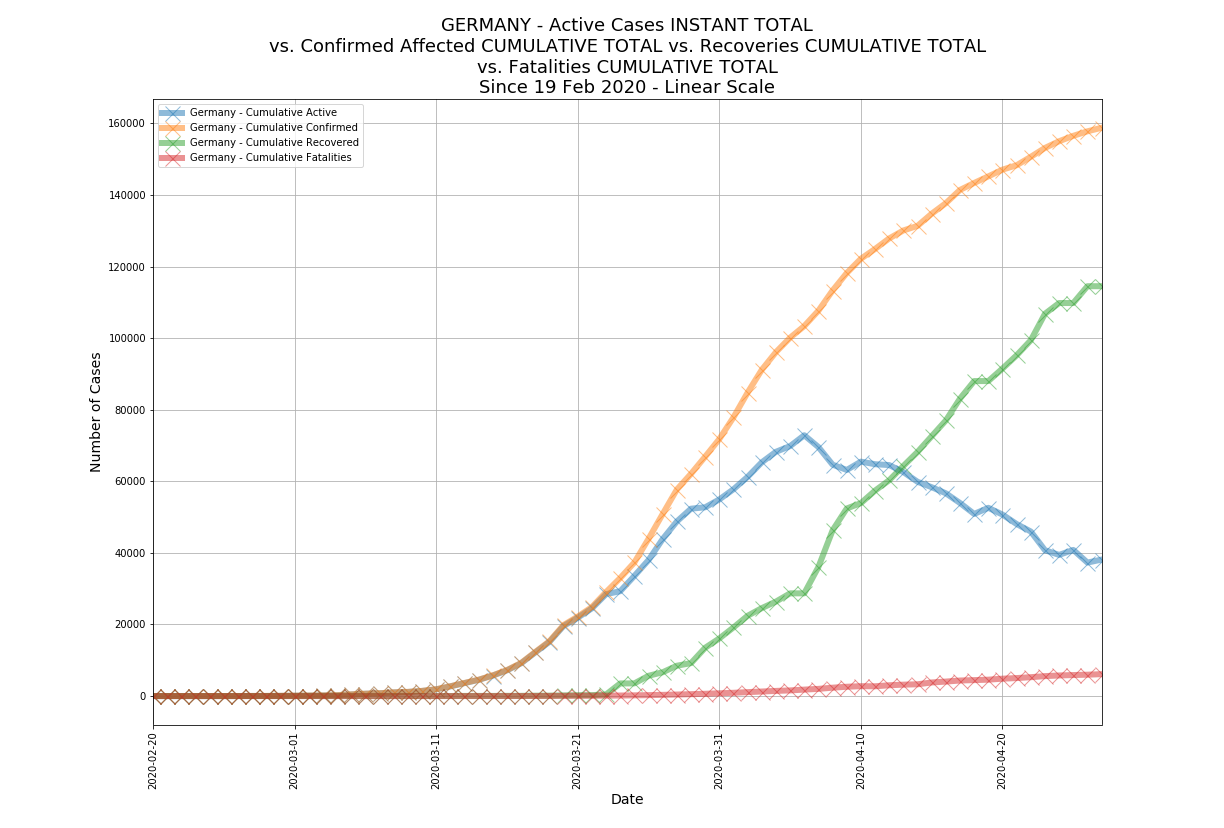 GERMANY - Active Cases INSTANT TOTAL
vs. Confirmed Affected CUMULATIVE TOTAL vs. Recoveries CUMULATIVE TOTAL
vs. Fatalities CUMULATIVE TOTAL
Since 19 Feb 2020 - Linear Scale
Germany - Cumulative Active
Germany - Cumulative Confirmed
Germany - Cumulative Recovered
Germany - Cumulative Fatalities
Number of Cases
160000
140000
120000
100000
80000
60000
40000
20000
0
2020-02-20
2020-03-01
2020-03-11
2020-03-21
2020-03-31
2020-04-10
2020-04-20
Date